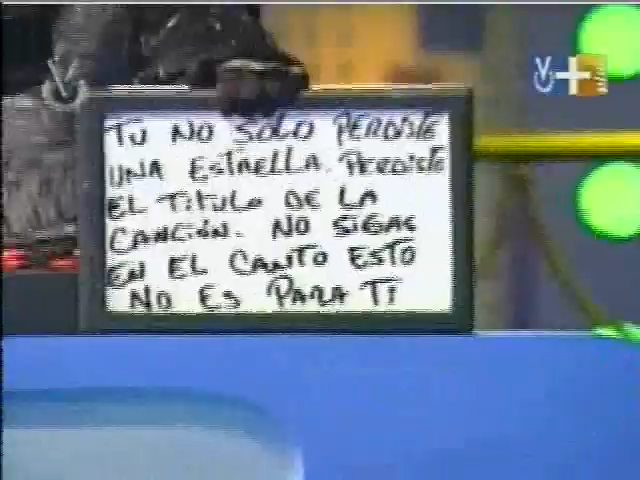 TU NO SOLO PERDISTE
UNA ESTRELLA. PERDISTE
EL TITULO DE LA
CANCIÓN. NO SIGAS
EN EL CANTO ESTO
NO ES PARA TI